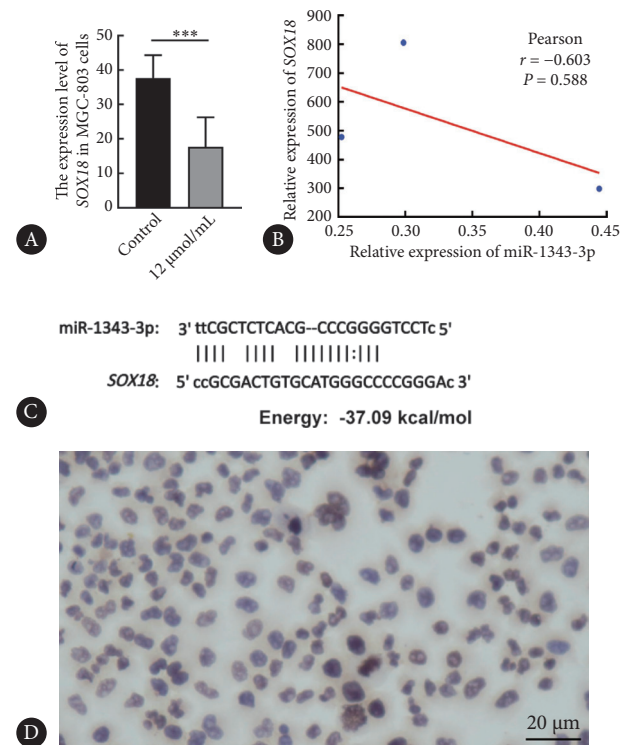 The expression level of
SOX18 in MGC-803 cells
50
40
30
20
10
0
***
Control
12 μmol/mL
A
Relative expression of SOX18
900
800
700
600
500
400
300
200
Pearson
r = −0.603
P = 0.588
0.25
0.30
0.35
0.40
0.45
Relative expression of miR-1343-3p
B
miR-1343-3p: 3' ttCGCTCTCACG--CCCGGGGTCCTc 5'
|||| |||| |||||||:|||
SOX18: 5' ccGCGACTGTGCATGGGCCCCGGGAc 3'
Energy: -37.09 kcal/mol
C
20 μm
D